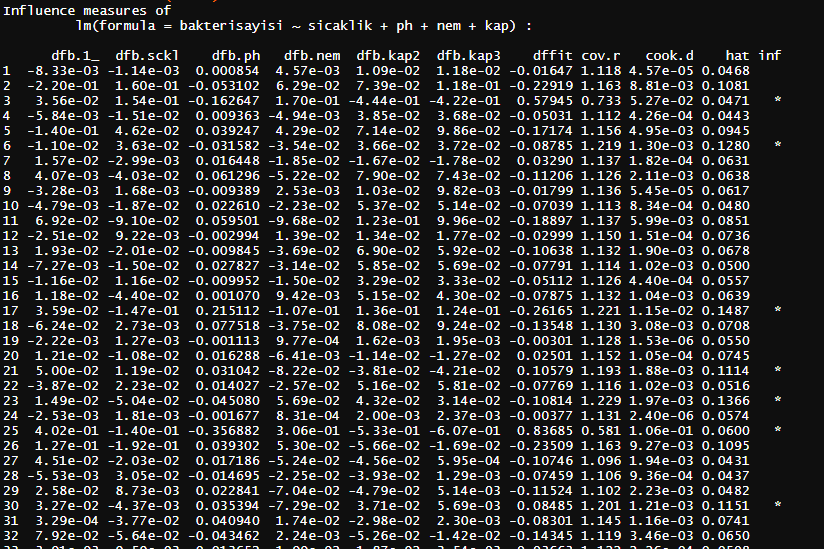 Influence measures of
lm(formula = bakterisayisi ~ sicaklik + ph + nem + kap) :
dfb.1_ dfb.sckl dfb.ph dfb.nem dfb.kap2 dfb.kap3 dffit cov.r cook.d hat inf
1 -8.33e-03 -1.14e-03 0.000854 4.57e-03 1.09e-02 1.18e-02 -0.01647 1.118 4.57e-05 0.0468
2 -2.20e-01 1.60e-01 -0.053102 6.29e-02 7.39e-02 1.18e-01 -0.22919 1.163 8.81e-03 0.1081
3 3.56e-02 1.54e-01 -0.162647 1.70e-01 -4.44e-01 -4.22e-01 0.57945 0.733 5.27e-02 0.0471 *
4 -5.84e-03 -1.51e-02 0.009363 -4.94e-03 3.85e-02 3.68e-02 -0.05031 1.112 4.26e-04 0.0443
5 -1.40e-01 4.62e-02 0.039247 4.29e-02 7.14e-02 9.86e-02 -0.17174 1.156 4.95e-03 0.0945
6 -1.10e-02 3.63e-02 -0.031582 -3.54e-02 3.66e-02 3.72e-02 -0.08785 1.219 1.30e-03 0.1280 *
7 1.57e-02 -2.99e-03 0.016448 -1.85e-02 -1.67e-02 -1.78e-02 0.03290 1.137 1.82e-04 0.0631
8 4.07e-03 -4.03e-02 0.061296 -5.22e-02 7.90e-02 7.43e-02 -0.11206 1.126 2.11e-03 0.0638
9 -3.28e-03 1.68e-03 -0.009389 2.53e-03 1.03e-02 9.82e-03 -0.01799 1.136 5.45e-05 0.0617
10 -4.79e-03 -1.87e-02 0.022610 -2.23e-02 5.37e-02 5.14e-02 -0.07039 1.113 8.34e-04 0.0480
11 6.92e-02 -9.10e-02 0.059501 -9.68e-02 1.23e-01 9.96e-02 -0.18897 1.137 5.99e-03 0.0851
12 -2.51e-02 9.22e-03 -0.002994 1.39e-02 1.34e-02 1.77e-02 -0.02999 1.150 1.51e-04 0.0736
13 1.93e-02 -2.01e-02 -0.009845 -3.69e-02 6.90e-02 5.92e-02 -0.10638 1.132 1.90e-03 0.0678
14 -7.27e-03 -1.50e-02 0.027827 -3.14e-02 5.85e-02 5.69e-02 -0.07791 1.114 1.02e-03 0.0500
15 -1.16e-02 1.16e-02 -0.009952 -1.50e-02 3.29e-02 3.33e-02 -0.05112 1.126 4.40e-04 0.0557
16 1.18e-02 -4.40e-02 0.001070 9.42e-03 5.15e-02 4.30e-02 -0.07875 1.132 1.04e-03 0.0639
17 3.59e-02 -1.47e-01 0.215112 -1.07e-01 1.36e-01 1.24e-01 -0.26165 1.221 1.15e-02 0.1487 *
18 -6.24e-02 2.73e-03 0.077518 -3.75e-02 8.08e-02 9.24e-02 -0.13548 1.130 3.08e-03 0.0708
19 -2.22e-03 1.27e-03 -0.001113 9.77e-04 1.62e-03 1.95e-03 -0.00301 1.128 1.53e-06 0.0550
20 1.21e-02 -1.08e-02 0.016288 -6.41e-03 -1.14e-02 -1.27e-02 0.02501 1.152 1.05e-04 0.0745
21 5.00e-02 1.19e-02 0.031042 -8.22e-02 -3.81e-02 -4.21e-02 0.10579 1.193 1.88e-03 0.1114 *
22 -3.87e-02 2.23e-02 0.014027 -2.57e-02 5.16e-02 5.81e-02 -0.07769 1.116 1.02e-03 0.0516
23 1.49e-02 -5.04e-02 -0.045080 5.69e-02 4.32e-02 3.14e-02 -0.10814 1.229 1.97e-03 0.1366 *
24 -2.53e-03 1.81e-03 -0.001677 8.31e-04 2.00e-03 2.37e-03 -0.00377 1.131 2.40e-06 0.0574
25 4.02e-01 -1.40e-01 -0.356882 3.06e-01 -5.33e-01 -6.07e-01 0.83685 0.581 1.06e-01 0.0600 *
26 1.27e-01 -1.92e-01 0.039302 5.30e-02 -5.66e-02 -1.69e-02 -0.23509 1.163 9.27e-03 0.1095
27 4.51e-02 -2.03e-02 0.017186 -5.24e-02 -4.56e-02 5.95e-04 -0.10746 1.096 1.94e-03 0.0431
28 -5.53e-03 3.05e-02 -0.014695 -2.25e-02 -3.93e-02 1.29e-03 -0.07459 1.106 9.36e-04 0.0437
29 2.58e-02 8.73e-03 0.022841 -7.04e-02 -4.79e-02 5.14e-03 -0.11524 1.102 2.23e-03 0.0482
30 3.27e-02 -4.37e-03 0.035394 -7.29e-02 3.71e-02 5.69e-03 0.08485 1.201 1.21e-03 0.1151 *
31 3.29e-04 -3.77e-02 0.040940 1.74e-02 -2.98e-02 2.30e-03 -0.08301 1.145 1.16e-03 0.0741
32 7.92e-02 -5.64e-02 -0.043462 2.24e-03 -5.26e-02 -1.42e-02 -0.14345 1.119 3.46e-03 0.0650